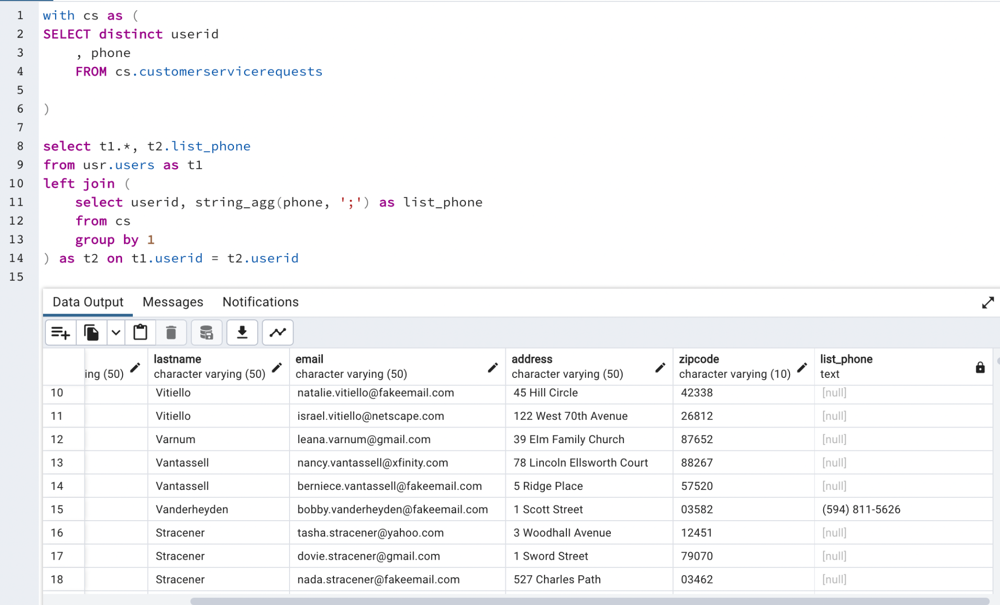 1 with cs as (
2 SELECT distinct userid
3 , phone
4 FROM cs.customerservicerequests
5
6 )
7
8 select t1.*, t2.list_phone
9 from usr.users as t1
10 left join (
11 select userid, string_agg(phone, ';') as list_phone
12 from cs
13 group by 1
14 ) as t2 on t1.userid = t2.userid
15
Data Output Messages Notifications
lastname email address zipcode list_phone
ing (50) character varying (50) character varying (50) character varying (50) character varying (10) text
10 Vitiello natalie.vitiello@fakeemail.com 45 Hill Circle 42338 [null]
11 Vitiello israel.vitiello@netscape.com 122 West 70th Avenue 26812 [null]
12 Varnum leana.varnum@gmail.com 39 Elm Family Church 87652 [null]
13 Vantassell nancy.vantassell@xfinity.com 78 Lincoln Ellsworth Court 88267 [null]
14 Vantassell berniece.vantassell@fakeemail.com 5 Ridge Place 57520 [null]
15 Vanderheyden bobby.vanderheyden@fakeemail.com 1 Scott Street 03582 (594) 811-5626
16 Stracener tasha.stracener@yahoo.com 3 Woodhall Avenue 12451 [null]
17 Stracener dovie.stracener@gmail.com 1 Sword Street 79070 [null]
18 Stracener nada.stracener@fakeemail.com 527 Charles Path 03462 [null]